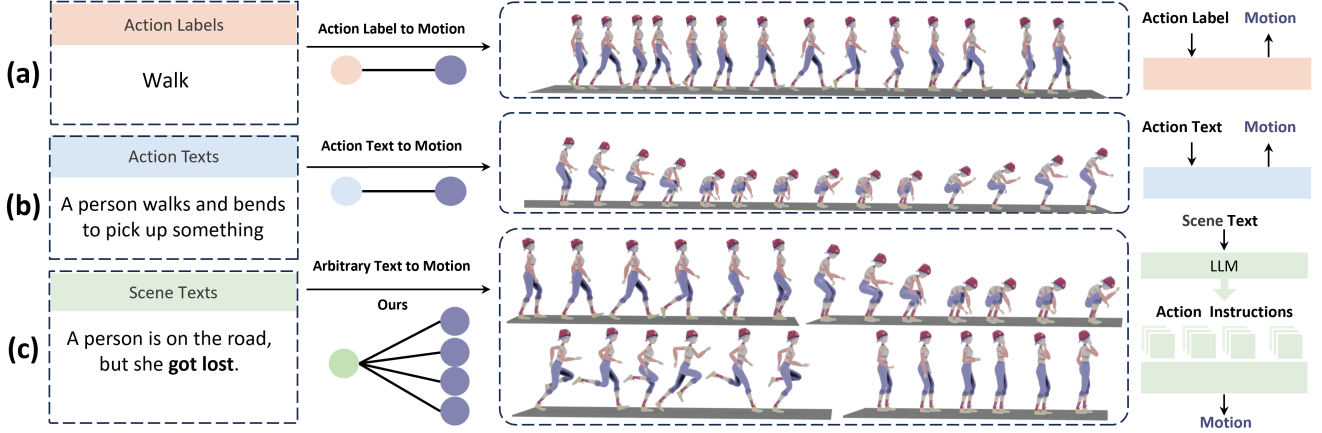 (a)
Action Labels
Walk
Action Label to Motion
Action Label
Motion
(b)
Action Texts
A person walks and bends
to pick up something
Action Text to Motion
Action Text
Motion
(c)
Scene Texts
A person is on the road,
but she got lost.
Arbitrary Text to Motion
Ours
Scene Text
LLM
Action Instructions
Motion